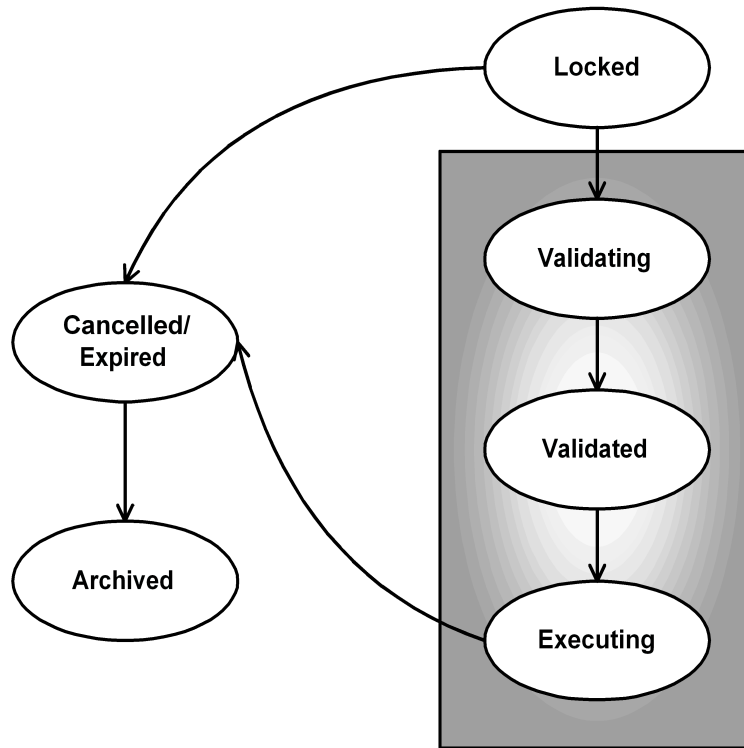 Locked
Validating
Cancelled/
Expired
Validated
Archived
Executing